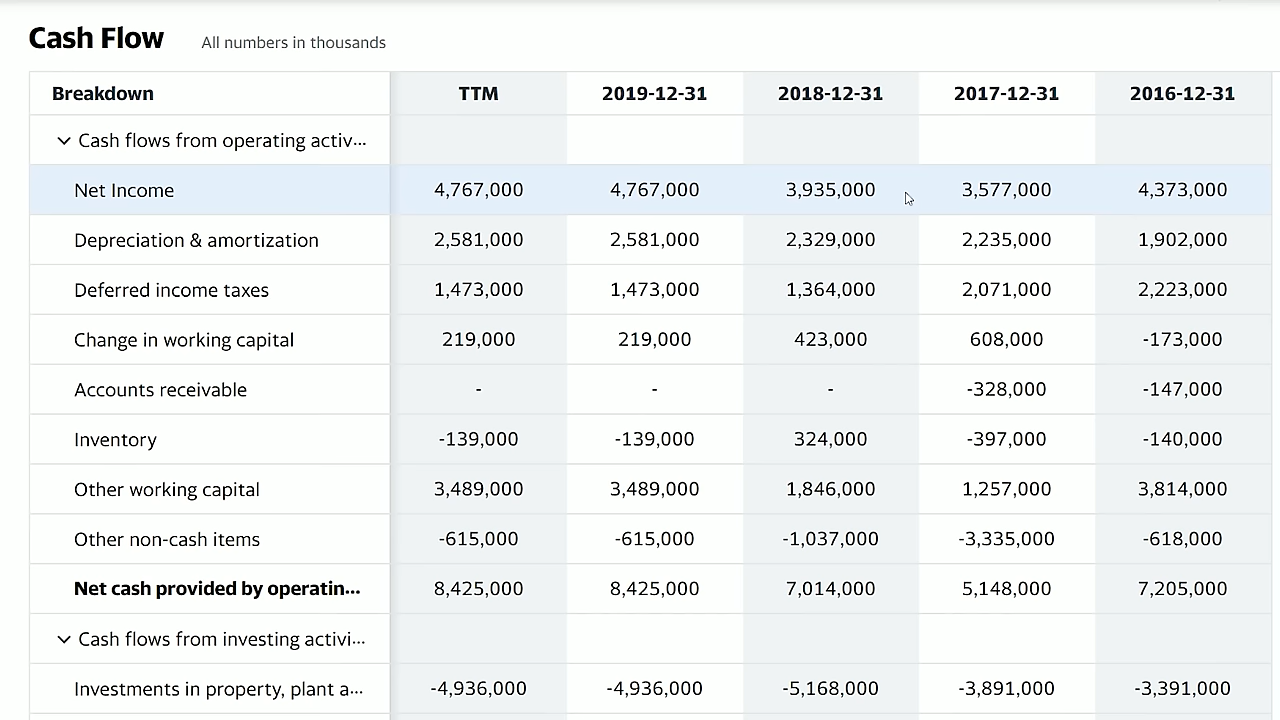 Cash Flow All numbers in thousands
Breakdown TTM 2019-12-31 2018-12-31 2017-12-31 2016-12-31
Cash flows from operating activ...
Net Income 4,767,000 4,767,000 3,935,000 3,577,000 4,373,000
Depreciation & amortization 2,581,000 2,581,000 2,329,000 2,235,000 1,902,000
Deferred income taxes 1,473,000 1,473,000 1,364,000 2,071,000 2,223,000
Change in working capital 219,000 219,000 423,000 608,000 -173,000
Accounts receivable - - - -328,000 -147,000
Inventory -139,000 -139,000 324,000 -397,000 -140,000
Other working capital 3,489,000 3,489,000 1,846,000 1,257,000 3,814,000
Other non-cash items -615,000 -615,000 -1,037,000 -3,335,000 -618,000
Net cash provided by operatin... 8,425,000 8,425,000 7,014,000 5,148,000 7,205,000
Cash flows from investing activi...
Investments in property, plant a... -4,936,000 -4,936,000 -5,168,000 -3,891,000 -3,391,000